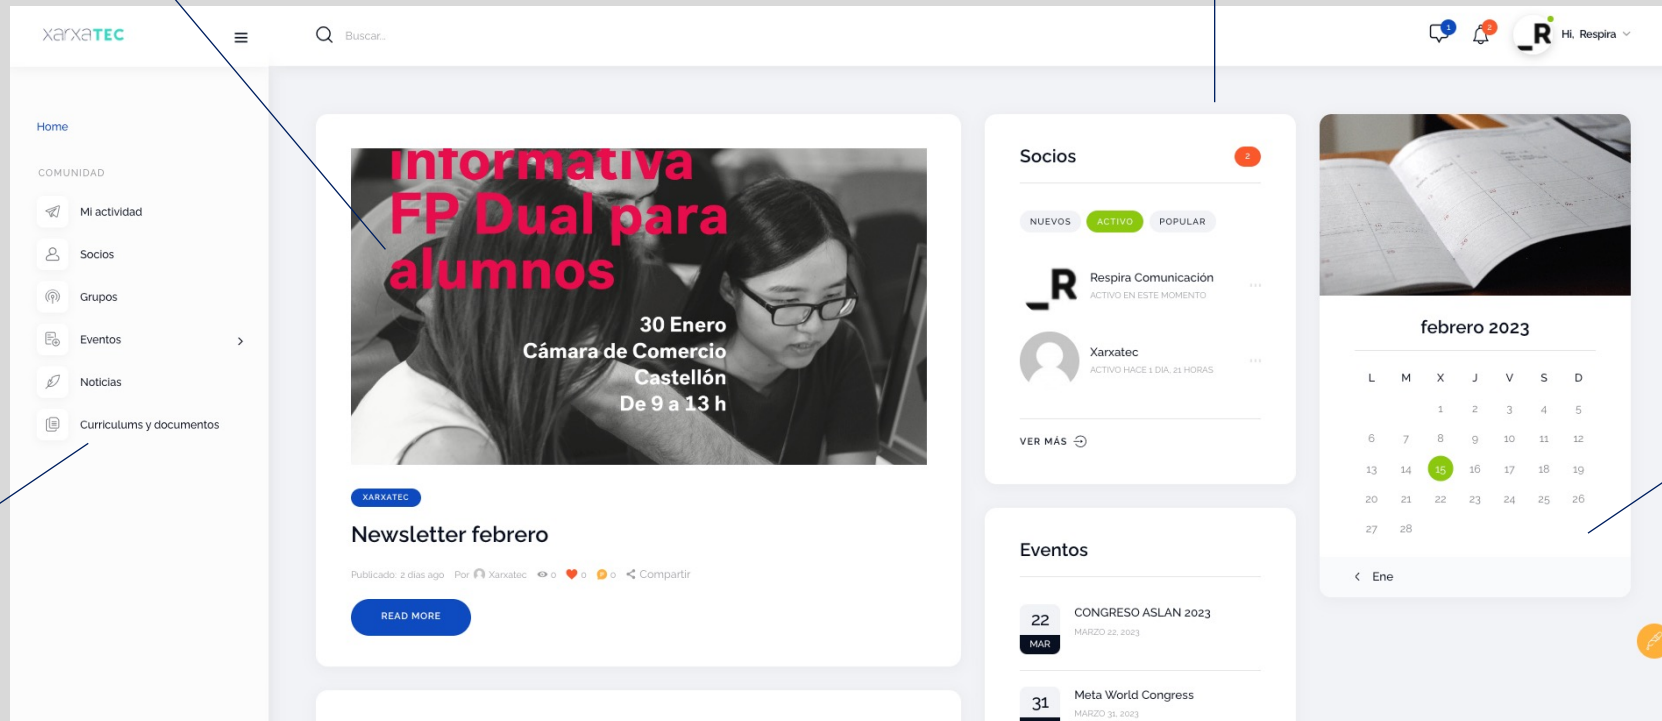 xarxaTEC
Buscar...
1
2
_R
Hi, Respira
Home
COMUNIDAD
Mi actividad
Socios
Grupos
Eventos
Noticias
Curriculums y documentos
informativa
FP Dual para
alumnos
30 Enero
Cámara de Comercio
Castellón
De 9 a 13 h
XARXATEC
Newsletter febrero
Publicado: 2 días ago Por Xarxatec 0 0 0 Compartir
READ MORE
Socios 2
NUEVOS ACTIVO POPULAR
_R
Respira Comunicación
ACTIVO EN ESTE MOMENTO
Xarxatec
ACTIVO HACE 1 DIA, 21 HORAS
VER MÁS
Eventos
22
MAR
CONGRESO ASLAN 2023
MARZO 22, 2023
31
Meta World Congress
MARZO 31, 2023
febrero 2023
L M X J V S D
1 2 3 4 5
6 7 8 9 10 11 12
13 14 15 16 17 18 19
20 21 22 23 24 25 26
27 28
Ene